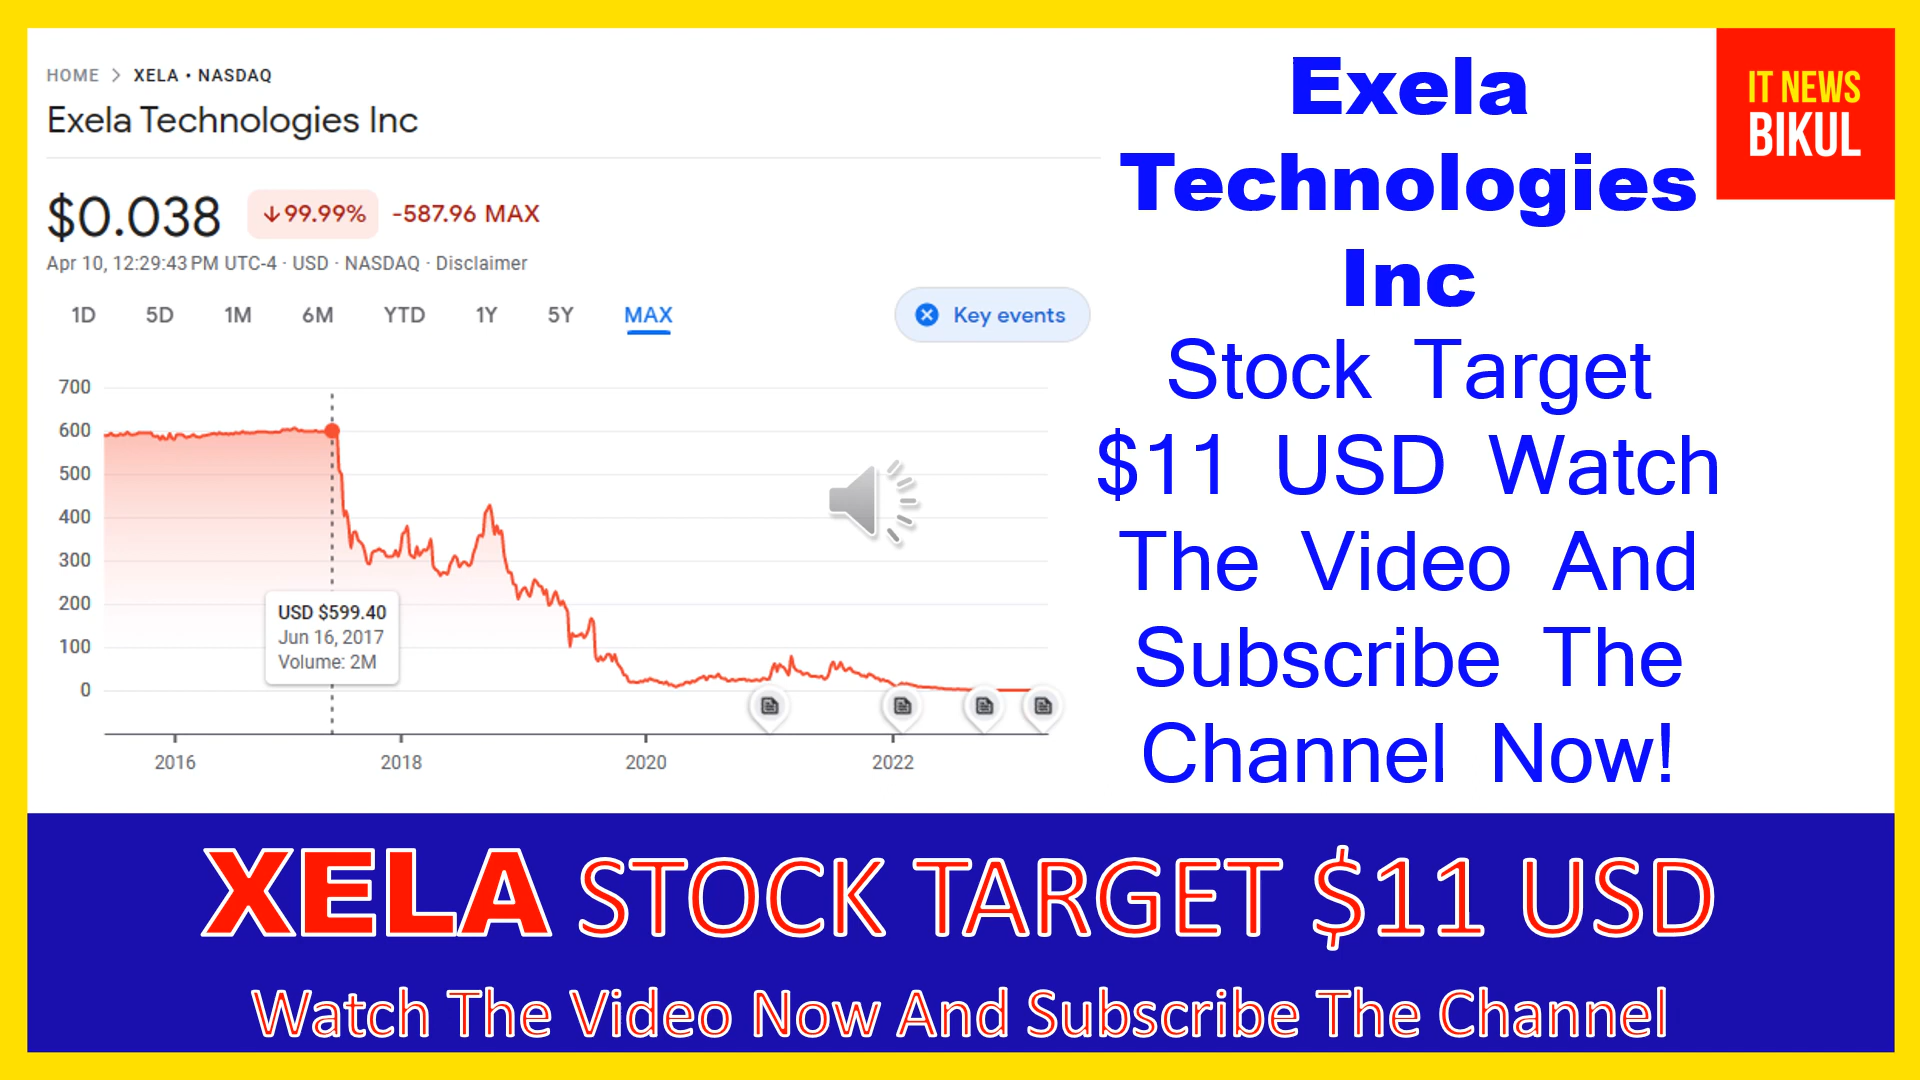 HOME > XELA • NASDAQ
Exela Technologies Inc
$0.038 ↓99.99% -587.96 MAX
Apr 10, 12:29:43 PM UTC-4 · USD · NASDAQ · Disclaimer
1D 5D 1M 6M YTD 1Y 5Y MAX
Key events
700
600
500
400
300
200
100
0
USD $599.40
Jun 16, 2017
Volume: 2M
2016 2018 2020 2022
Exela
Technologies
Inc
Stock Target
$11 USD Watch
The Video And
Subscribe The
Channel Now!
IT NEWS
BIKUL
XELA STOCK TARGET $11 USD
Watch The Video Now And Subscribe The Channel